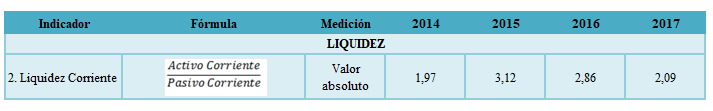 Indicador Fórmula Medición 2014 2015 2016 2017
LIQUIDEZ
2. Liquidez Corriente Activo Corriente / Pasivo Corriente Valor absoluto 1,97 3,12 2,86 2,09